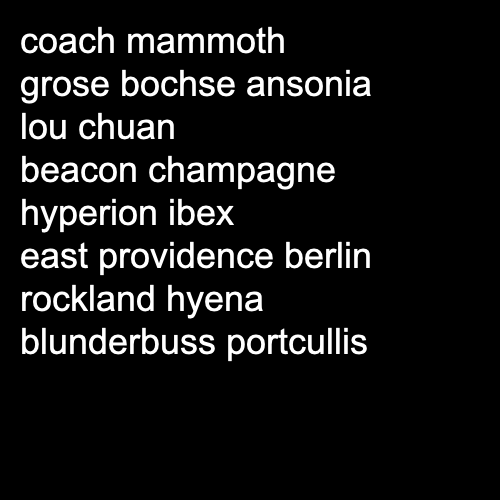 coach mammoth
grose bochse ansonia
lou chuan
beacon champagne
hyperion ibex
east providence berlin
rockland hyena
blunderbuss portcullis